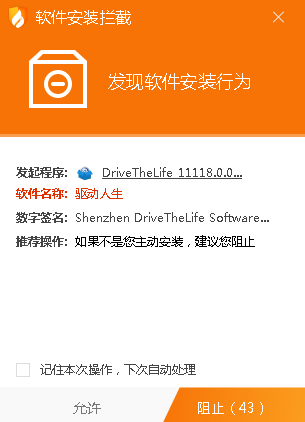 软件安装拦截
发现软件安装行为
发起程序: DriveTheLife 11118.0.0...
软件名称: 驱动人生
数字签名: Shenzhen DriveTheLife Software...
推荐操作: 如果不是您主动安装，建议您阻止
记住本次操作，下次自动处理
允许 阻止（43）